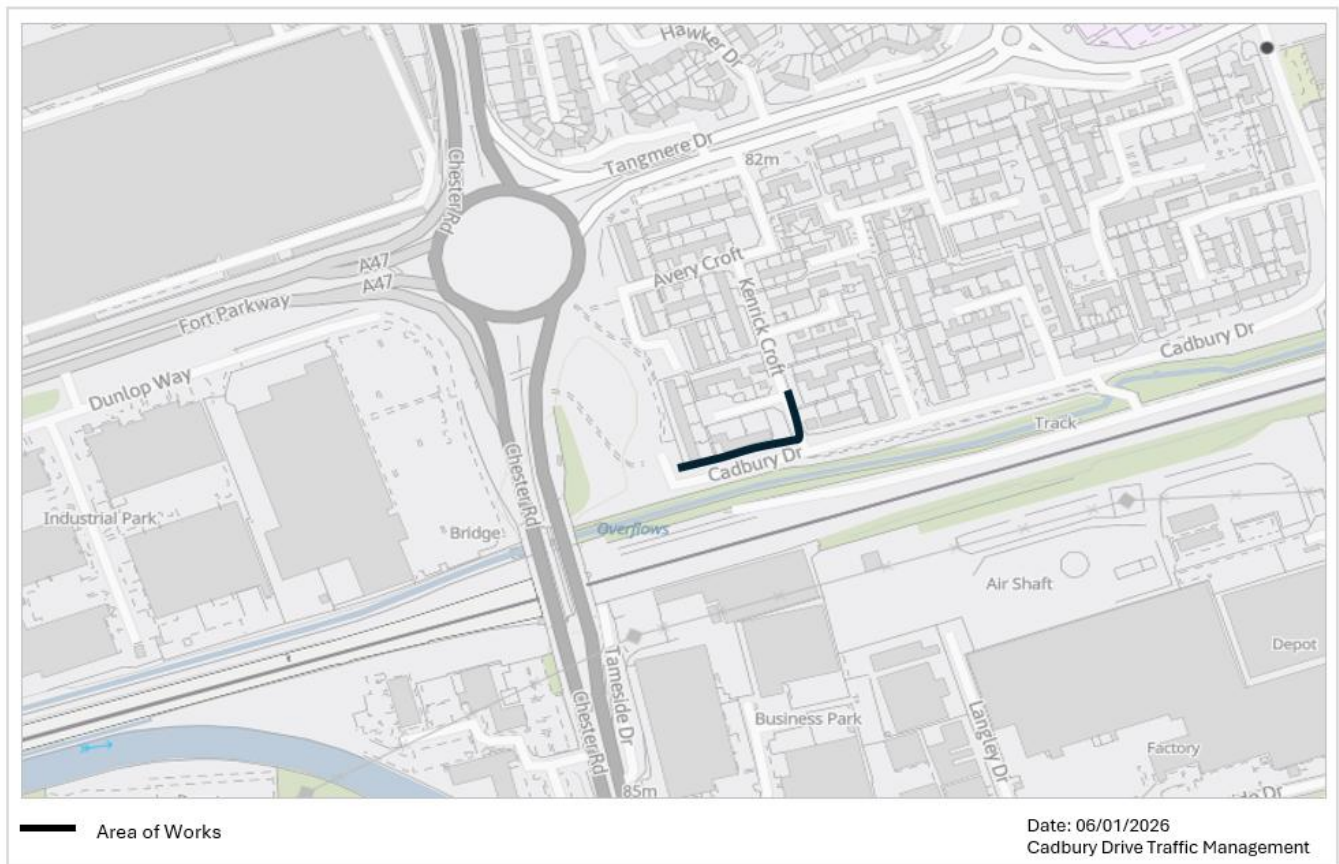 Hawker Dr
Tangmere Dr
82m
Chester Rd
A47
A47
Avery Croft
Fort Parkway
Kenrick Croft
Cadbury Dr
Dunlop Way
Track
Cadbury Dr
Chester Rd
Industrial Park
Bridge
Overflows
Air Shaft
Depot
Tameside Dr
Chester Rd
Business Park
Langley Dr
Factory
85m
Area of Works
Date: 06/01/2026
Cadbury Drive Traffic Management